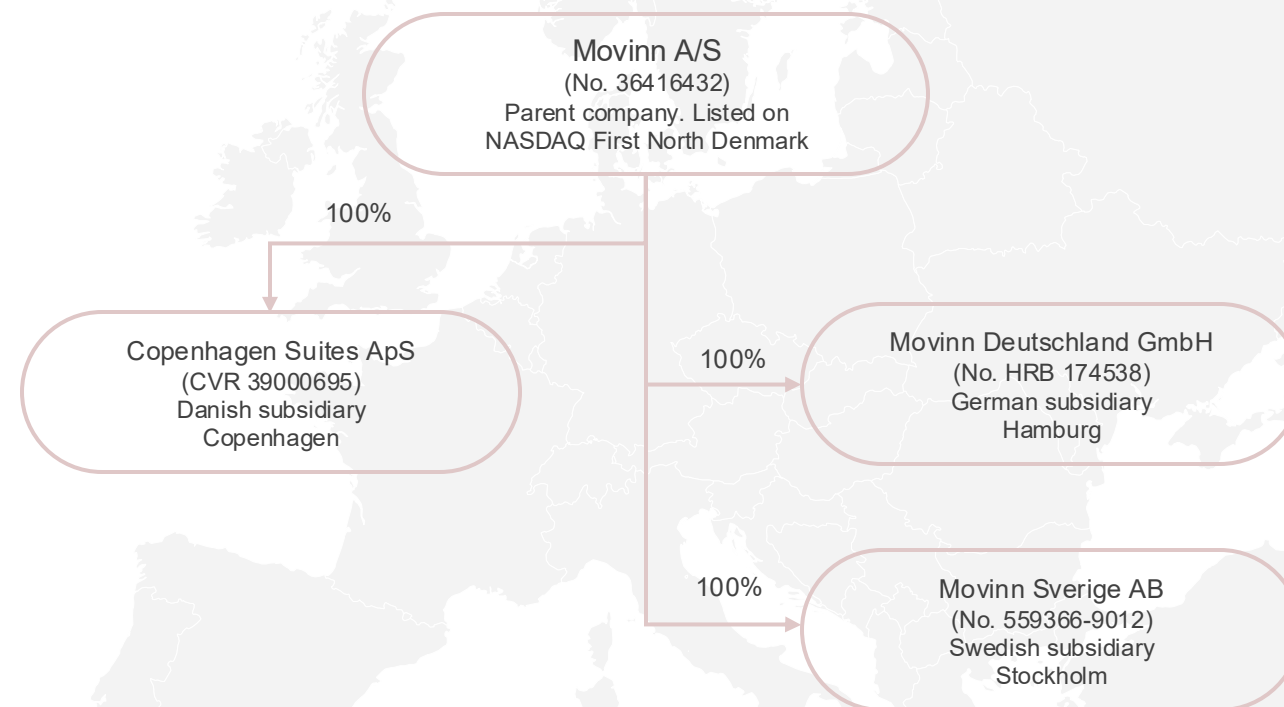 Movinn A/S
(No. 36416432)
Parent company. Listed on
NASDAQ First North Denmark
100%
Copenhagen Suites ApS
(CVR 39000695)
Danish subsidiary
Copenhagen
100%
Movinn Deutschland GmbH
(No. HRB 174538)
German subsidiary
Hamburg
100%
Movinn Sverige AB
(No. 559366-9012)
Swedish subsidiary
Stockholm